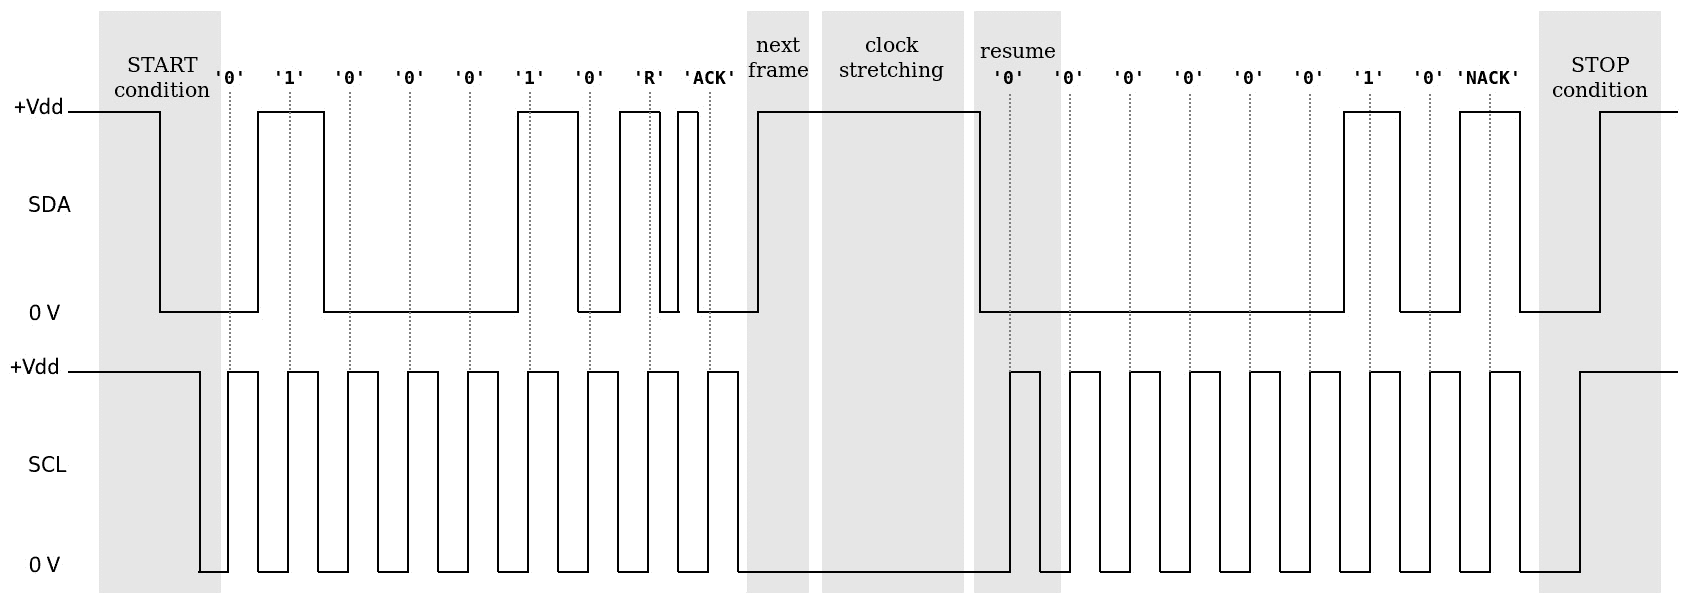 START
condition
'0' '1' '0' '0' '0' '1' '0' 'R' 'ACK'
next
frame
clock
stretching
resume
'0' '0' '0' '0' '0' '0' '1' '0' 'NACK'
STOP
condition
+Vdd
SDA
0 V
+Vdd
SCL
0 V